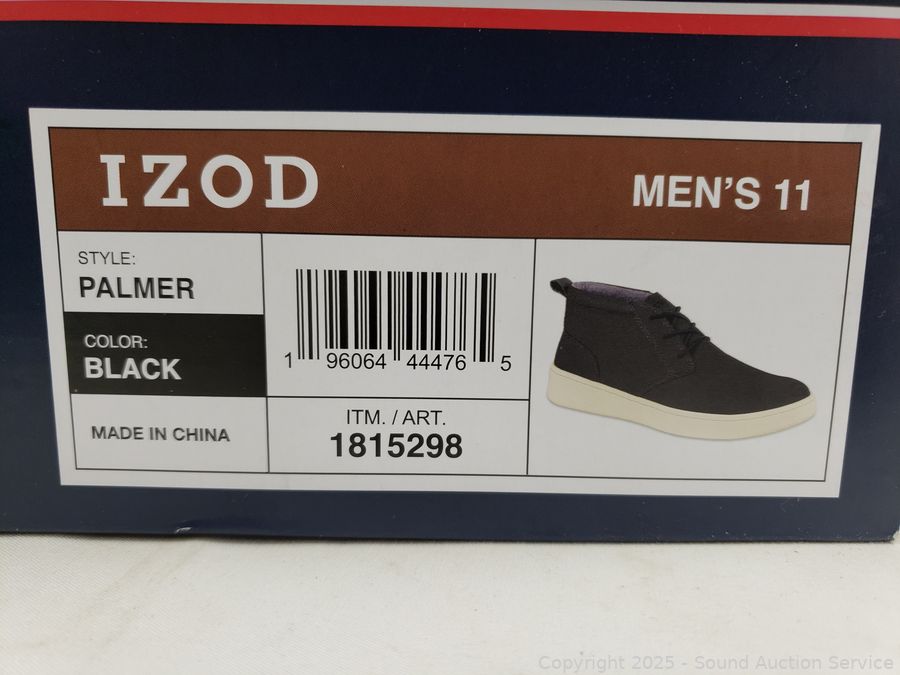 IZOD
MEN'S 11
STYLE:
PALMER
COLOR:
BLACK
MADE IN CHINA
1 96064 44476 5
ITM. / ART.
1815298
Copyright 2025 - Sound Auction Service